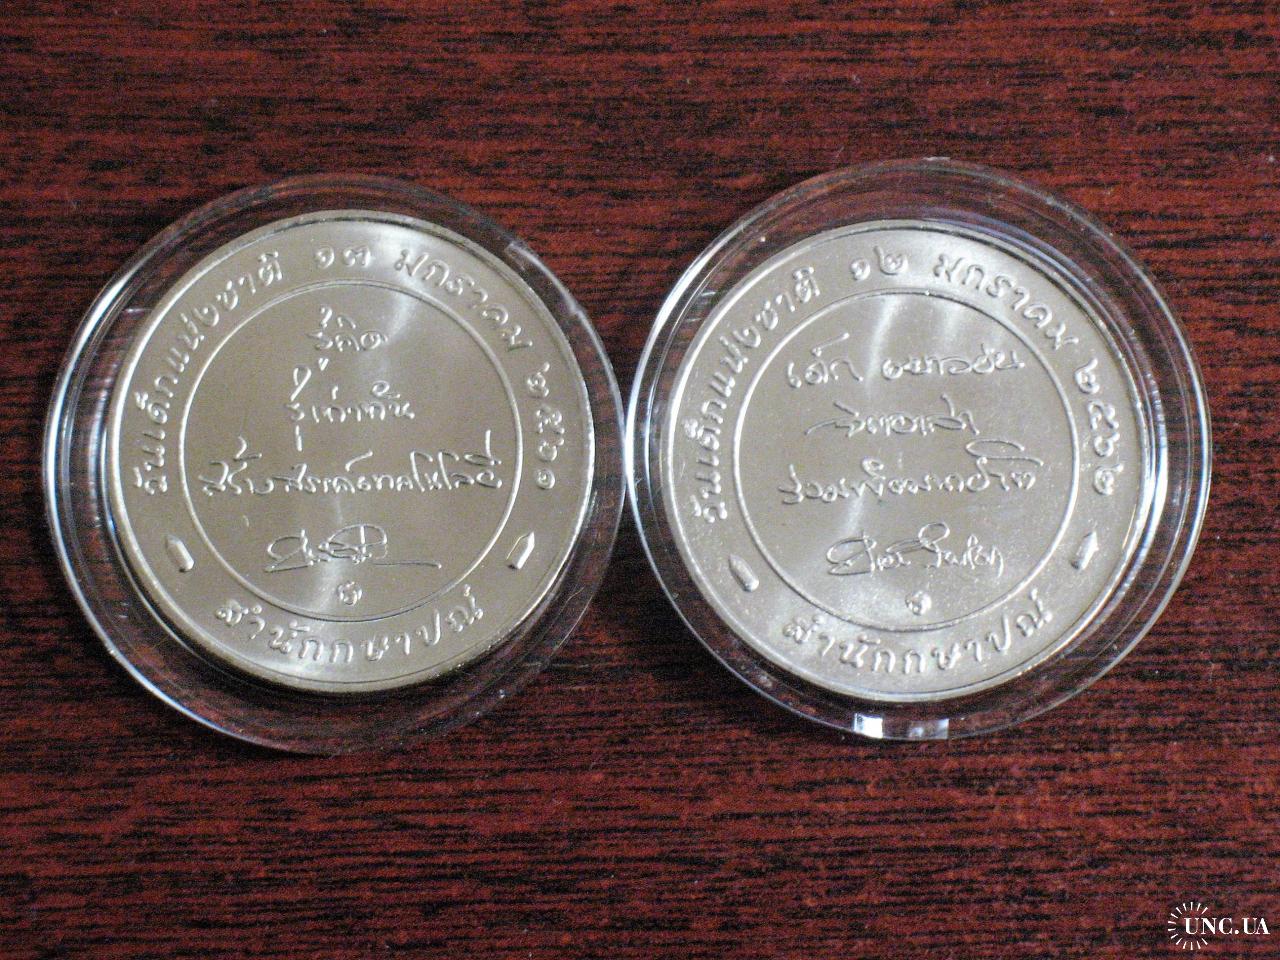 วันเด็กแห่งชาติ ๑๓ มกราคม ๒๕๖๑
รู้คิด
รู้เท่าทัน
สร้างสรรค์เทคโนโลยี
สำนักกษาปณ์
วันเด็กแห่งชาติ ๑๒ มกราคม ๒๕๖๒
เด็ก เยาวชน
จิตอาสา
ร่วมพัฒนาชาติ
สำนักกษาปณ์
UNC.UA